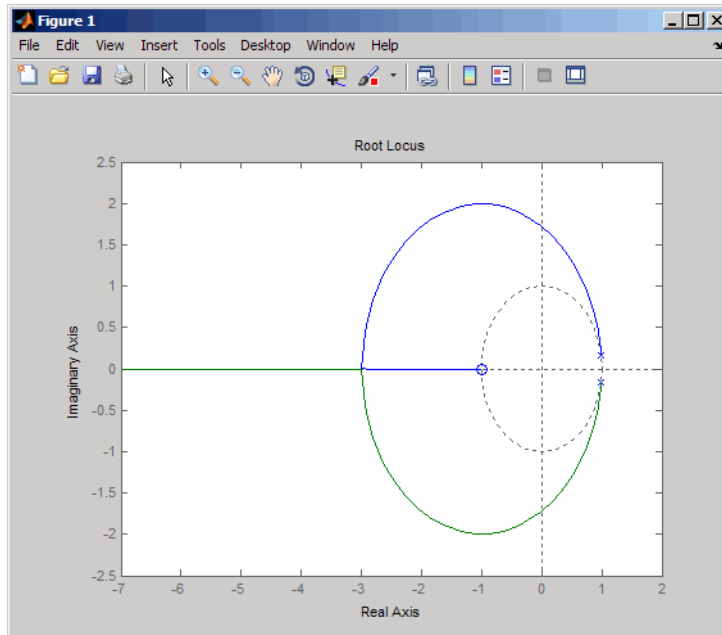 Figure 1
File Edit View Insert Tools Desktop Window Help
Root Locus
2.5
2
1.5
1
0.5
0
-0.5
-1
-1.5
-2
-2.5
Imaginary Axis
-7 -6 -5 -4 -3 -2 -1 0 1 2
Real Axis